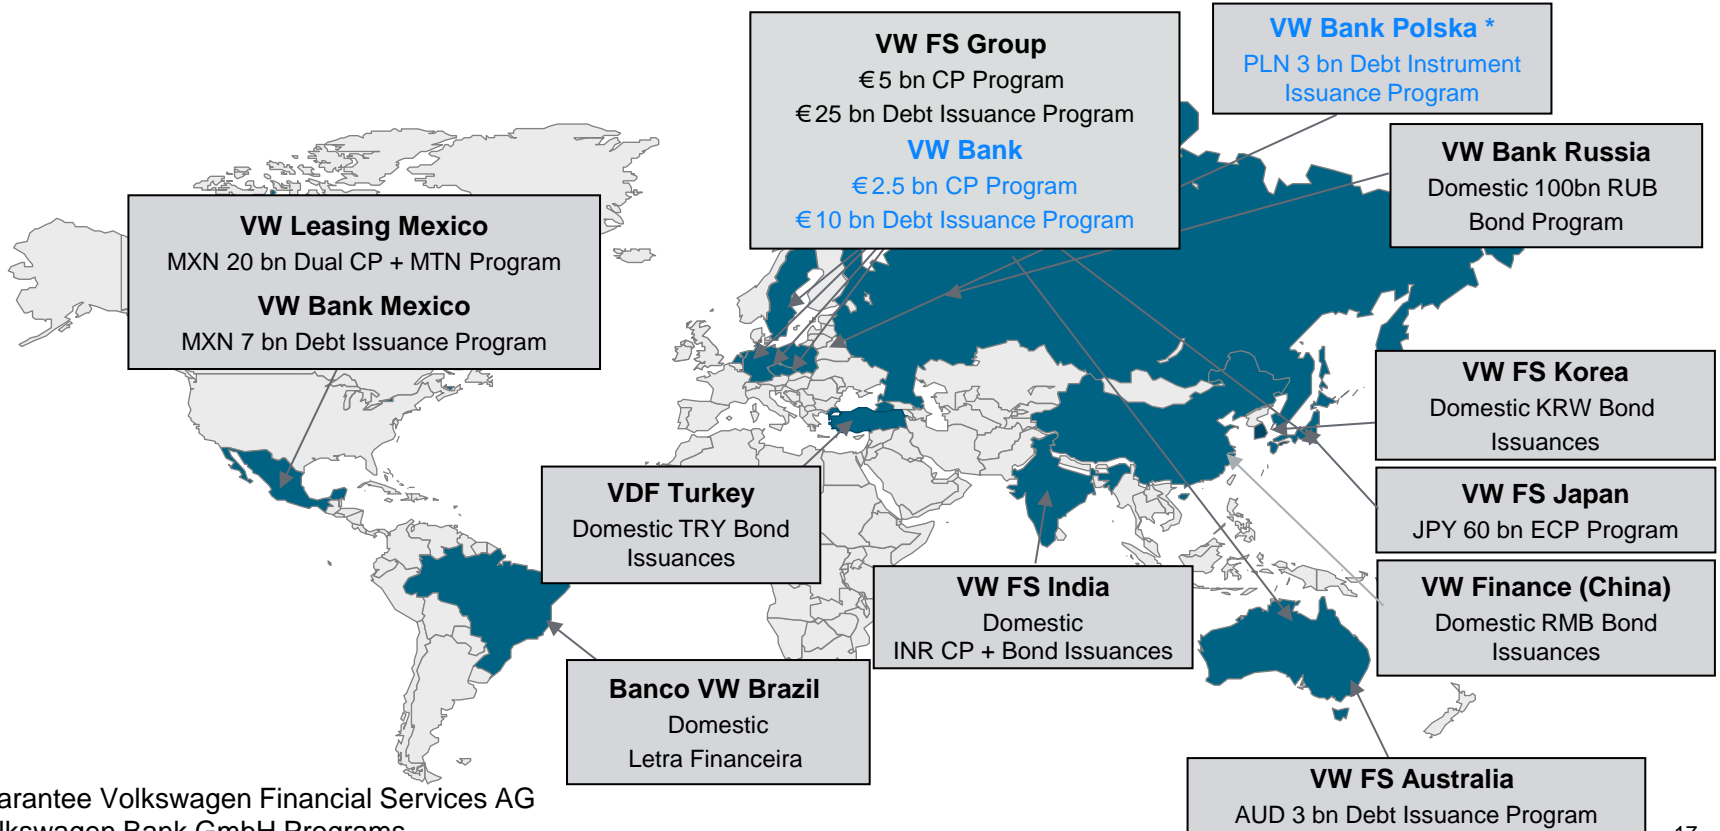 VW FS Group
€5 bn CP Program
€25 bn Debt Issuance Program
VW Bank
€2.5 bn CP Program
€10 bn Debt Issuance Program
VW Bank Polska *
PLN 3 bn Debt Instrument
Issuance Program
VW Bank Russia
Domestic 100bn RUB
Bond Program
VW Leasing Mexico
MXN 20 bn Dual CP + MTN Program
VW Bank Mexico
MXN 7 bn Debt Issuance Program
VW FS Korea
Domestic KRW Bond
Issuances
VDF Turkey
Domestic TRY Bond
Issuances
VW FS Japan
JPY 60 bn ECP Program
VW FS India
Domestic
INR CP + Bond Issuances
VW Finance (China)
Domestic RMB Bond
Issuances
Banco VW Brazil
Domestic
Letra Financeira
VW FS Australia
AUD 3 bn Debt Issuance Program
Volkswagen Financial Services AG
Bank GmbH Programs
17